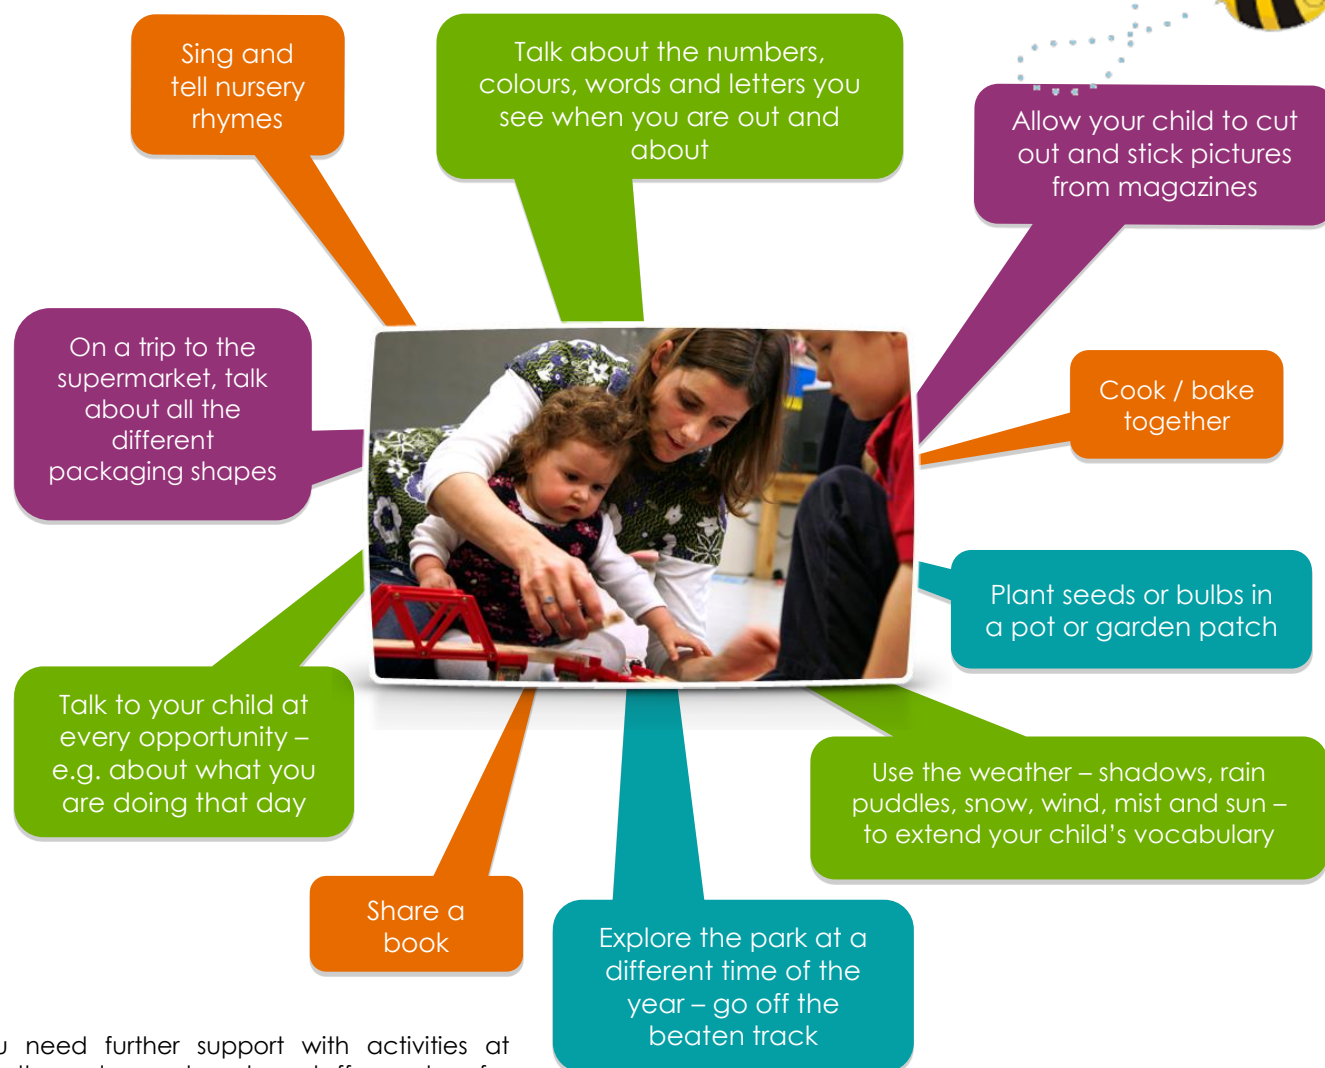 Sing and
tell nursery
rhymes
Talk about the numbers,
colours, words and letters you
see when you are out and
about
Allow your child to cut
out and stick pictures
from magazines
On a trip to the
supermarket, talk
about all the
different
packaging shapes
Cook / bake
together
Plant seeds or bulbs in
a pot or garden patch
Talk to your child at
every opportunity –
e.g. about what you
are doing that day
Use the weather – shadows, rain
puddles, snow, wind, mist and sun –
to extend your child's vocabulary
Share a
book
Explore the park at a
different time of the
year – go off the
beaten track
need further support with activities at